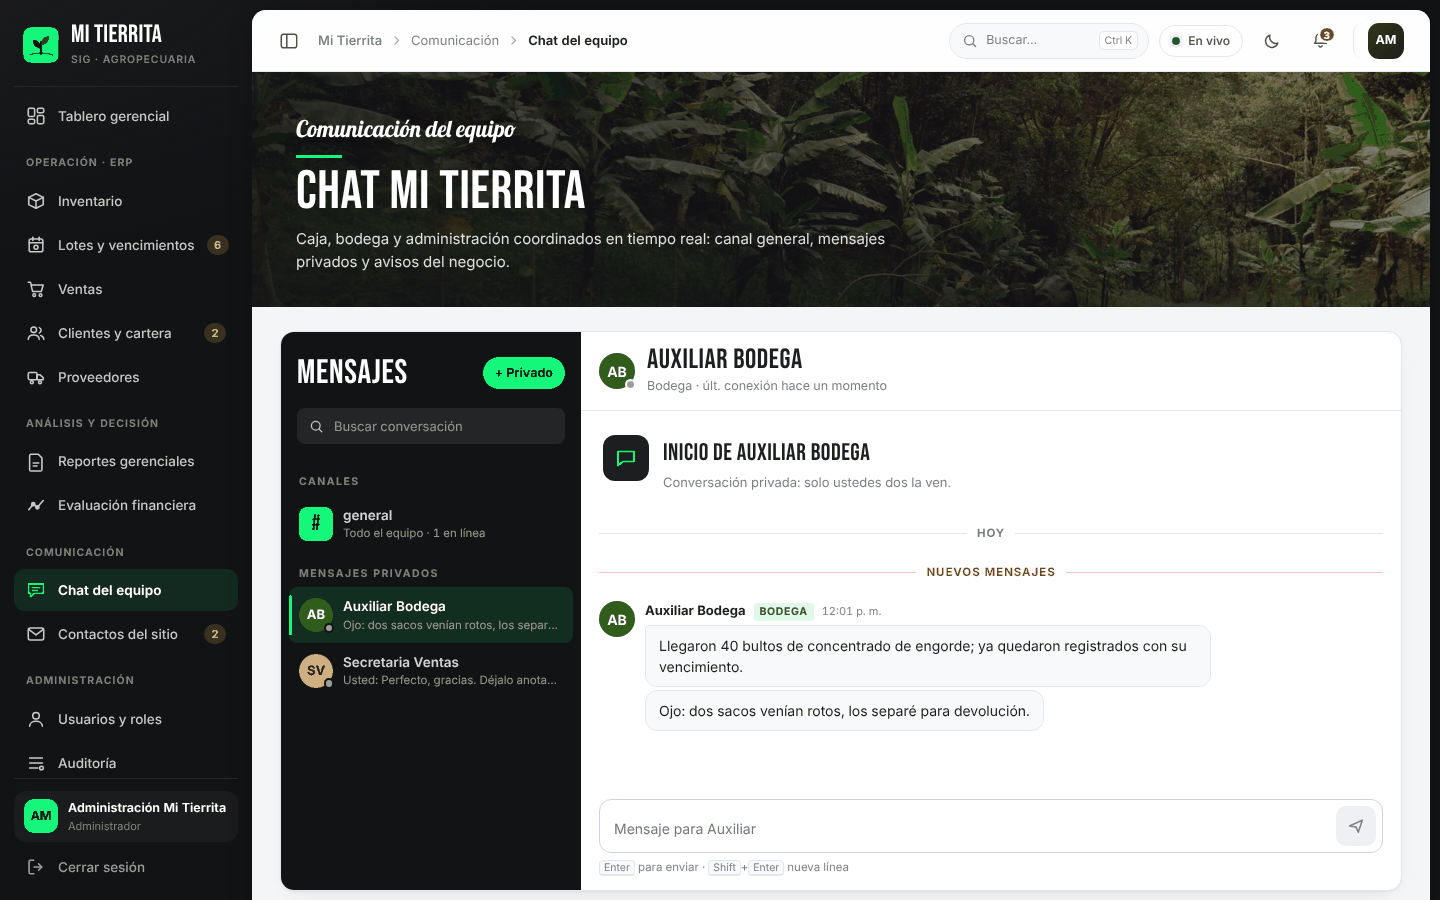 MI TIERRITA
SIG · AGROPECUARIA
Tablero gerencial
OPERACIÓN · ERP
Inventario
Lotes y vencimientos 6
Ventas
Clientes y cartera 2
Proveedores
ANÁLISIS Y DECISIÓN
Reportes gerenciales
Evaluación financiera
COMUNICACIÓN
Chat del equipo
Contactos del sitio 2
ADMINISTRACIÓN
Usuarios y roles
Auditoría
AM
Administración Mi Tierrita
Administrador
Cerrar sesión
Mi Tierrita > Comunicación > Chat del equipo
Buscar... Ctrl K
En vivo
3
AM
Comunicación del equipo
CHAT MI TIERRITA
Caja, bodega y administración coordinados en tiempo real: canal general, mensajes
privados y avisos del negocio.
MENSAJES
+ Privado
Buscar conversación
CANALES
#
general
Todo el equipo · 1 en línea
MENSAJES PRIVADOS
AB
Auxiliar Bodega
Ojo: dos sacos venían rotos, los separ...
SV
Secretaria Ventas
Usted: Perfecto, gracias. Déjalo anota...
AB
AUXILIAR BODEGA
Bodega · últ. conexión hace un momento
INICIO DE AUXILIAR BODEGA
Conversación privada: solo ustedes dos la ven.
HOY
NUEVOS MENSAJES
AB
Auxiliar Bodega BODEGA 12:01 p. m.
Llegaron 40 bultos de concentrado de engorde; ya quedaron registrados con su
vencimiento.
Ojo: dos sacos venían rotos, los separé para devolución.
Mensaje para Auxiliar
Enter para enviar · Shift+Enter nueva línea